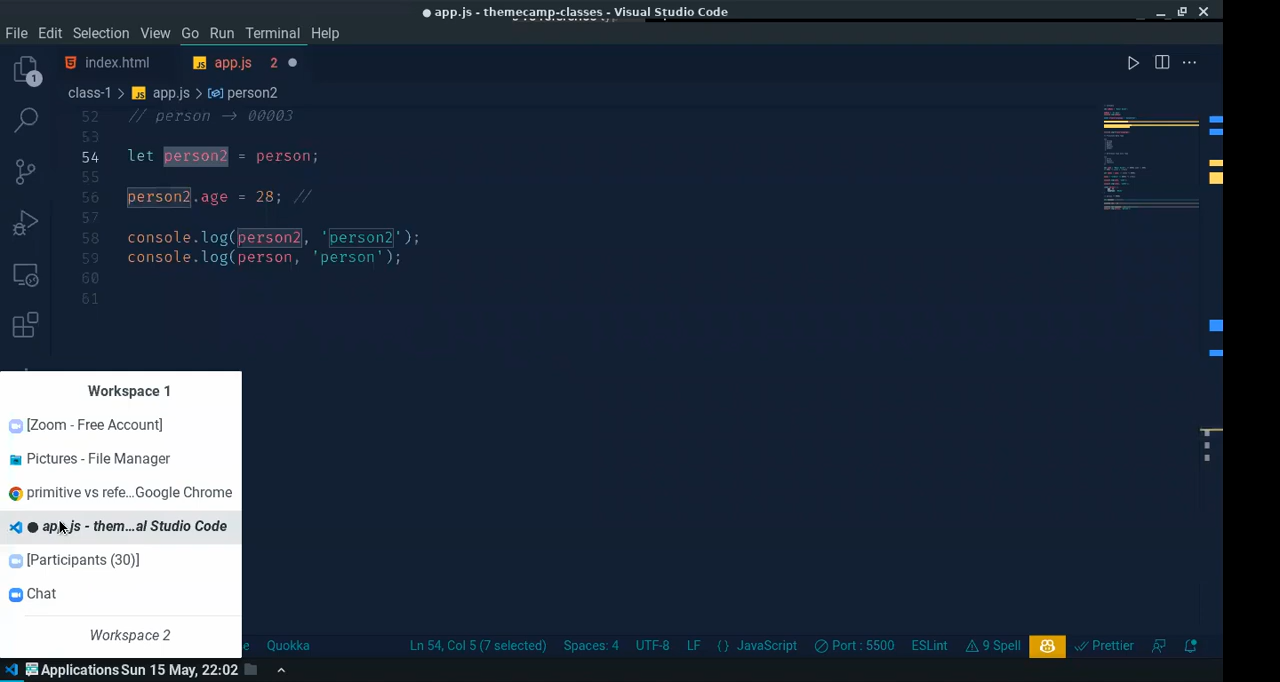 ● app.js - themecamp-classes - Visual Studio Code
File Edit Selection View Go Run Terminal Help
index.html
JS app.js 2 ●
class-1 > JS app.js > person2
52 // person → 00003
53
54 let person2 = person;
55
56 person2.age = 28; //
57
58 console.log(person2, 'person2');
59 console.log(person, 'person');
60
61
1
Workspace 1
[Zoom - Free Account]
Pictures - File Manager
primitive vs refe...Google Chrome
● app.js - them...al Studio Code
[Participants (30)]
Chat
Workspace 2
Quokka
Ln 54, Col 5 (7 selected)
Spaces: 4
UTF-8
LF
{ } JavaScript
Port : 5500
ESLint
9 Spell
Prettier
Applications Sun 15 May, 22:02